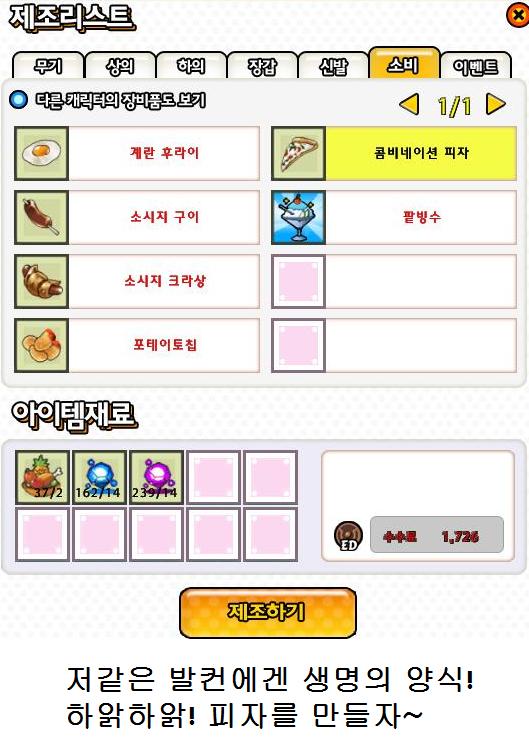 제조리스트
무기 상의 하의 장갑 신발 소비 이벤트
다른 캐릭터의 장비품도 보기 1/1
계란 후라이 콤비네이션 피자
소시지 구이 팥빙수
소시지 크라상
포테이토칩
아이템재료
37/2 162/14 239/14
ED 수수료 1,726
제조하기
저같은 발컨에겐 생명의 양식!
하앍하앍! 피자를 만들자~